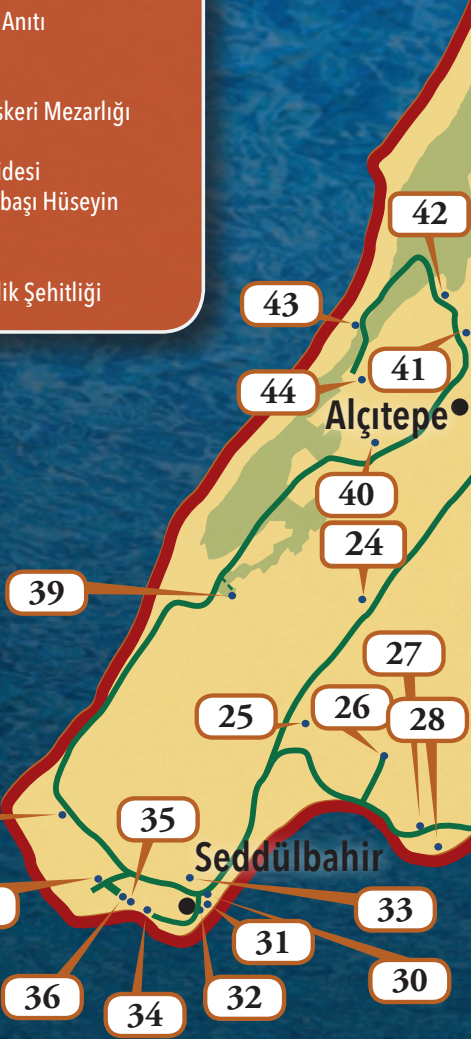 Anıtı
skeri Mezarlığı
idesi
başı Hüseyin
lik Şehitliği
42
43
41
44
Alçıtepe
40
24
39
27
25
26
28
35
Seddülbahir
33
31
30
36
32
34